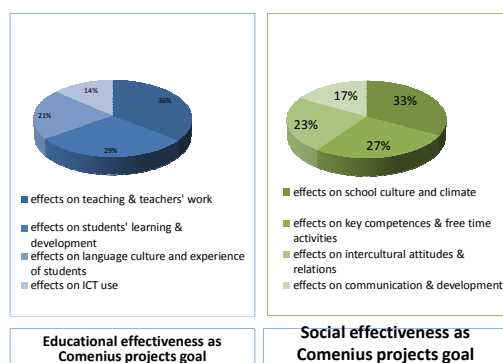 14%
36%
21%
29%
effects on teaching & teachers' work
effects on students' learning &
development
effects on language culture and experience
of students
effects on ICT use
Educational effectiveness as
Comenius projects goal
17%
33%
23%
27%
effects on school culture and climate
effects on key competences & free time
activities
effects on intercultural attitudes &
relations
effects on communication & development
Social effectiveness as
Comenius projects goal